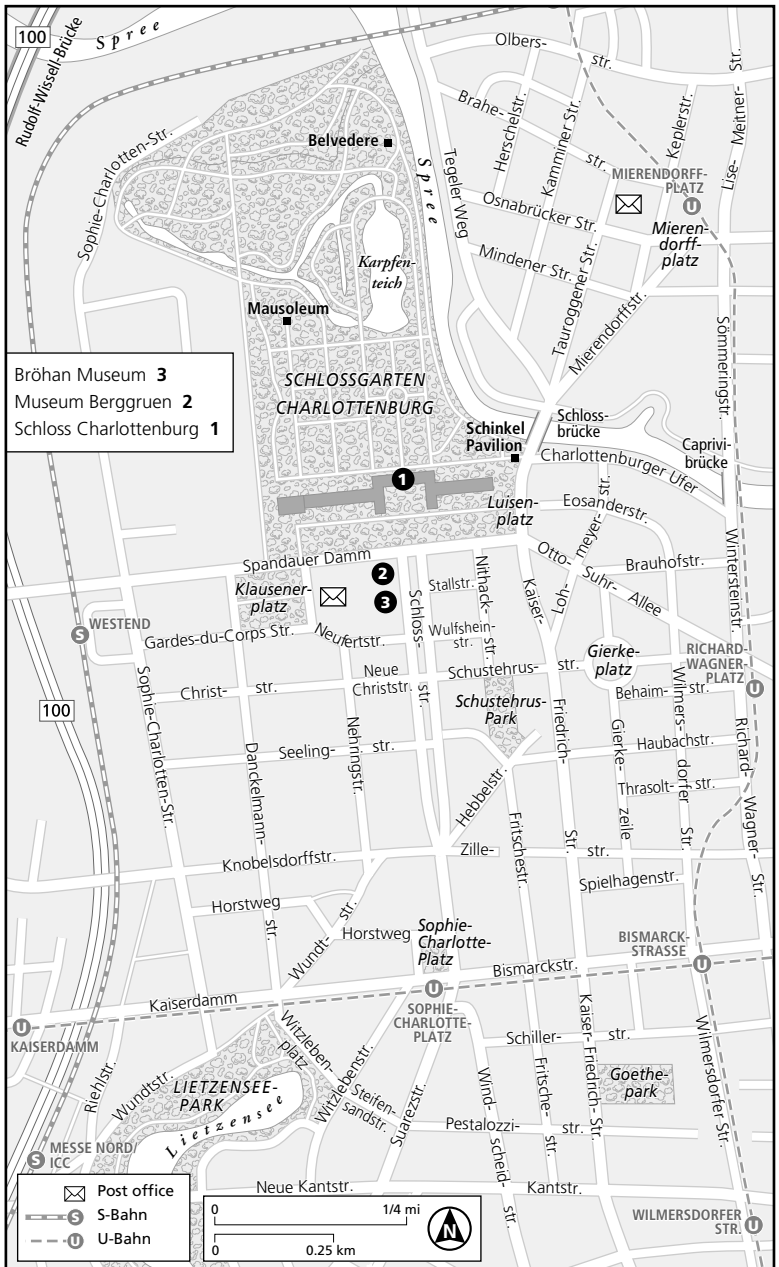 100
Rudolf-Wissell-Brücke
Spree
Olbers-
str.
Brahe-
str.
Herschelstr.
Kamminer Str.
Keplerstr.
Lise-
Meitner-
Str.
Sophie-Charlotten-Str.
Belvedere
Spree
Tegeler Weg
MIERENDORFF-
PLATZ
U
Osnabrücker Str.
Mieren-
dorff-
platz
Mindener Str.
Karpfen-
teich
Mausoleum
Tauroggener Str.
Mierendorffstr.
Sömmeringstr.
Bröhan Museum 3
Museum Berggruen 2
Schloss Charlottenburg 1
SCHLOSSGARTEN
CHARLOTTENBURG
Schinkel
Pavilion
Schloss-
brücke
Caprivi-
brücke
Charlottenburger Ufer
1
Luisen-
platz
Eosanderstr.
Loh-
meyer-
str.
Otto-
Suhr-
Allee
Brauhofstr.
Wintersteinstr.
Spandauer Damm
2
3
Klausener-
platz
Stallstr.
Nithack-
str.
Kaiser-
Friedrich-
Str.
Schloss-
str.
WESTEND
S
Gardes-du-Corps Str.
Neufertstr.
Wulfshein-
str.
Gierke-
platz
RICHARD-
WAGNER-
PLATZ
U
Christ-
str.
Neue
Christstr.
Schustehrus-
str.
Behaim-
str.
Schustehrus-
Park
100
Sophie-Charlotten-Str.
Danckelmann-
str.
Nehringstr.
Seeling-
str.
Gierke-
zeile
Wilmers-
dorfer
Str.
Haubachstr.
Richard-
Wagner-
Str.
Thrasolt-
str.
Hebbelstr.
Fritschestr.
Knobelsdorffstr.
Zille-
str.
Spielhagenstr.
Horstweg
Wundt-
str.
Horstweg
Sophie-
Charlotte-
Platz
BISMARCK-
STRASSE
U
Bismarckstr.
Kaiserdamm
U
KAISERDAMM
U
SOPHIE-
CHARLOTTE-
PLATZ
Kaiser-Friedrich-Str.
Schiller-
str.
Wilmersdorfer Str.
Riehlstr.
Wundtstr.
Witzleben-
platz
Witzlebenstr.
LIETZENSEE-
PARK
Lietzensee
Steifen-
sandstr.
Suarezstr.
Wind-
scheid-
str.
Fritsche-
str.
Goethe-
park
Pestalozzi-
str.
MESSE NORD/
ICC
S
Neue Kantstr.
Kantstr.
WILMERSDORFER
STR.
U
Post office
S S-Bahn
U U-Bahn
0 1/4 mi
0 0.25 km
N